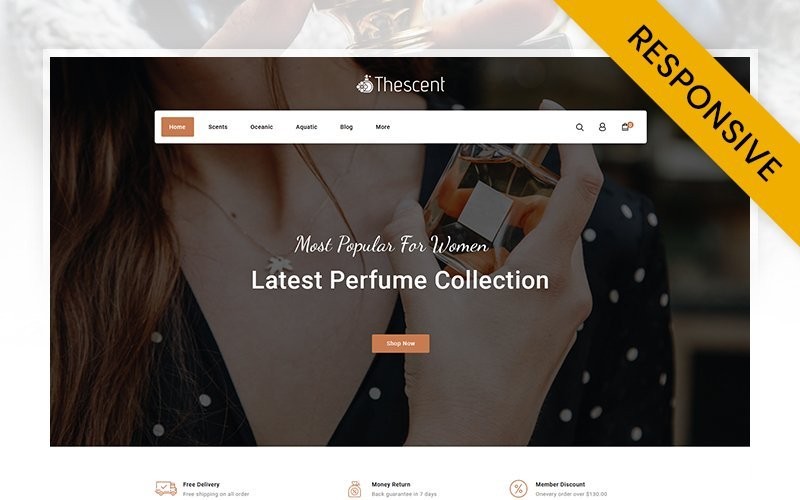 RESPONSIVE
Thescent
Home Scents Oceanic Aquatic Blog More
0
Most Popular For Women
Latest Perfume Collection
Shop Now
Free Delivery
Free shipping on all order
Money Return
Back guarantee in 7 days
Member Discount
Onevery order over $130.00